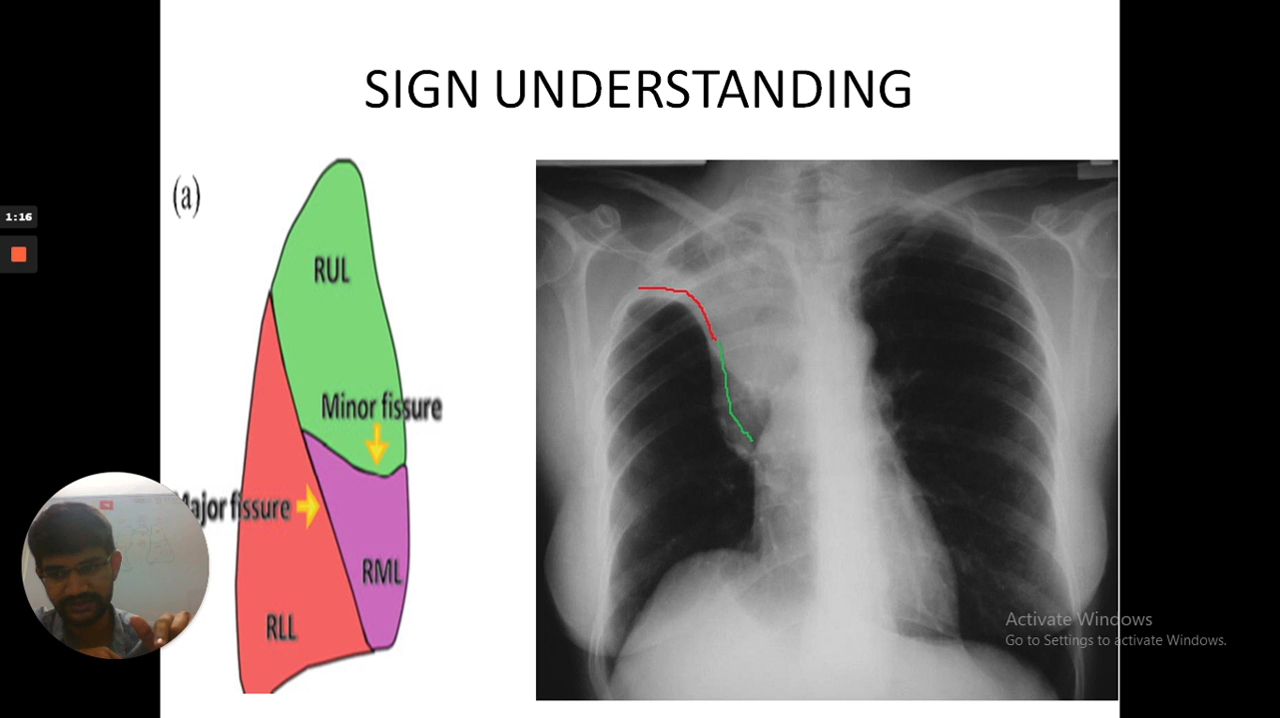 SIGN UNDERSTANDING
(a)
1:16
RUL
Minor fissure
Major fissure
RML
RLL
Activate Windows
Go to Settings to activate Windows.